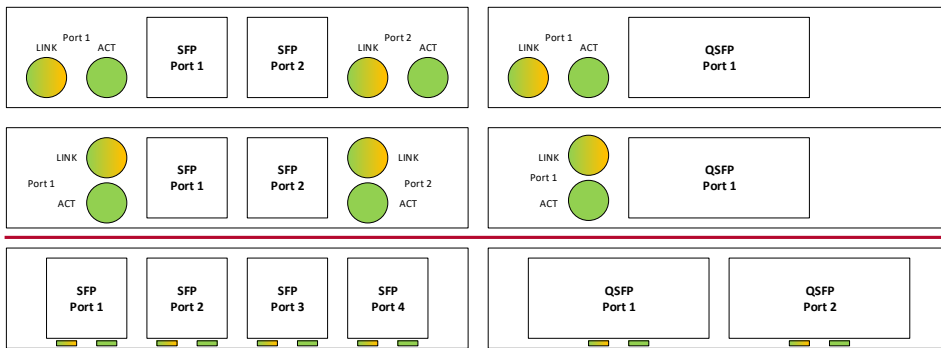 Port 1
LINK ACT
SFP
Port 1
SFP
Port 2
Port 2
LINK ACT
Port 1
LINK ACT
QSFP
Port 1
LINK
Port 1
ACT
SFP
Port 1
SFP
Port 2
LINK
Port 2
ACT
LINK
Port 1
ACT
QSFP
Port 1
SFP
Port 1
SFP
Port 2
SFP
Port 3
SFP
Port 4
QSFP
Port 1
QSFP
Port 2